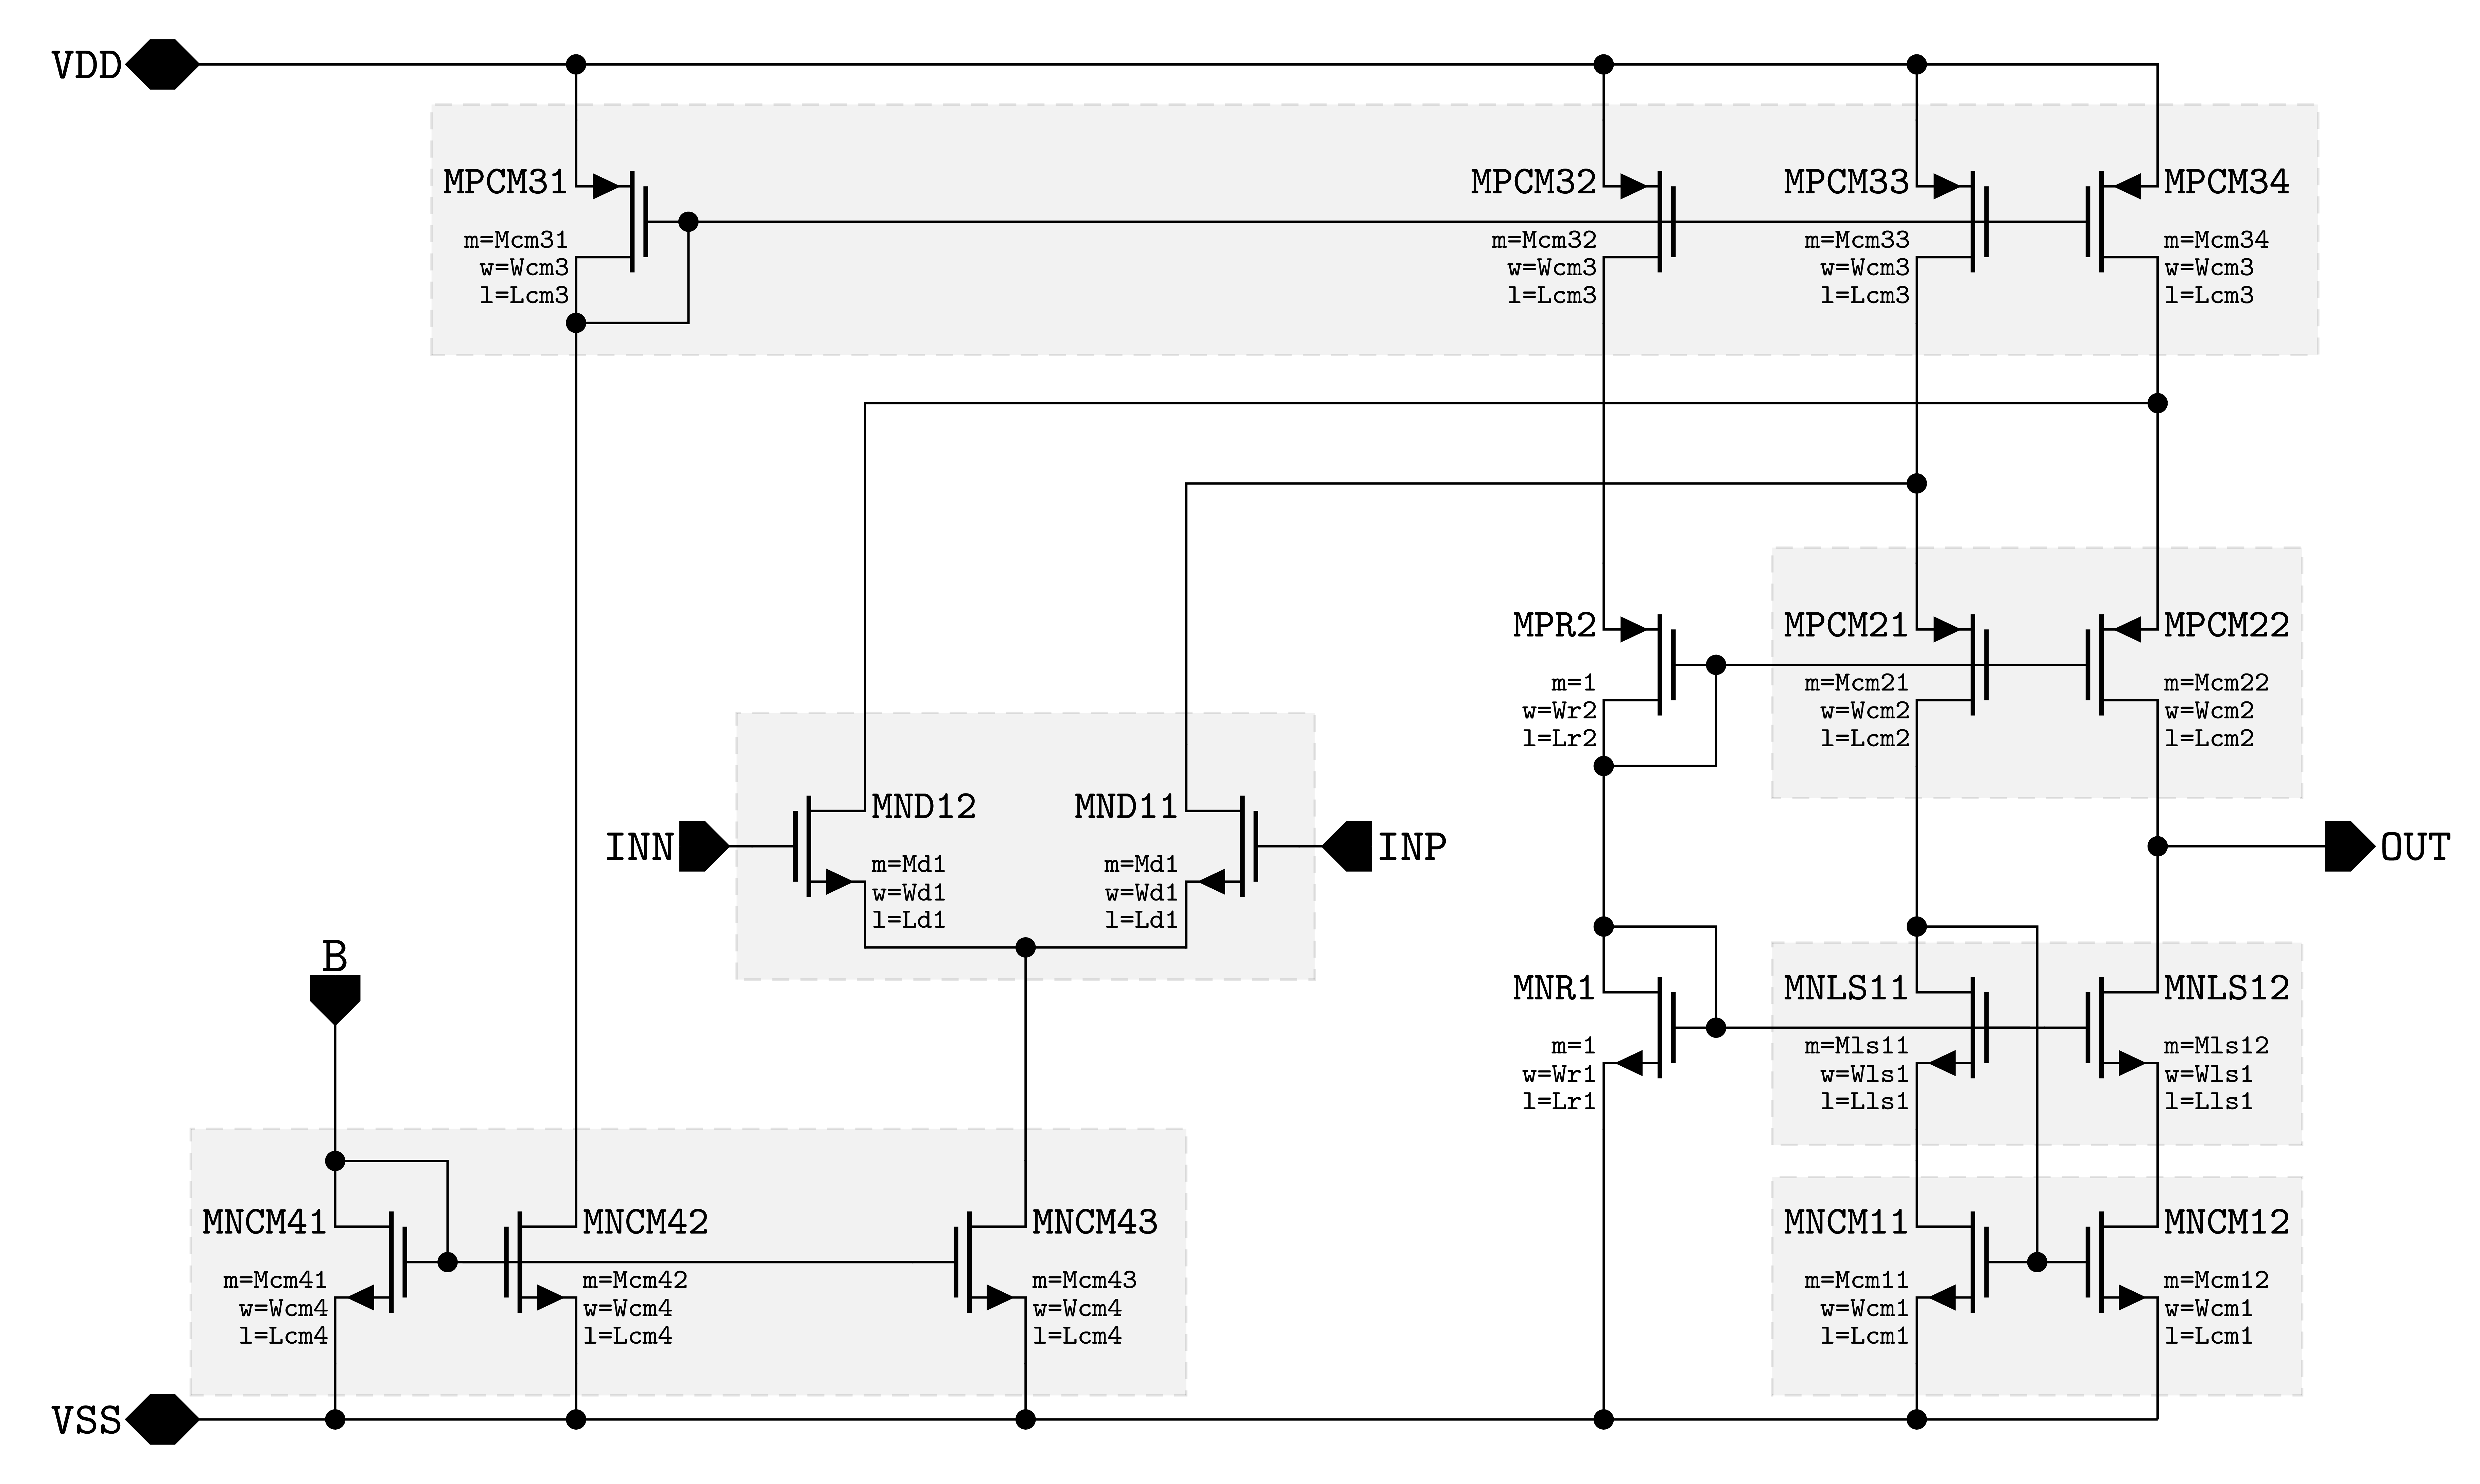 VDD
MPCM31
m=Mcm31
w=Wcm3
l=Lcm3
MPCM32
m=Mcm32
w=Wcm3
l=Lcm3
MPCM33
m=Mcm33
w=Wcm3
l=Lcm3
MPCM34
m=Mcm34
w=Wcm3
l=Lcm3
MPR2
m=1
w=Wr2
l=Lr2
MPCM21
m=Mcm21
w=Wcm2
l=Lcm2
MPCM22
m=Mcm22
w=Wcm2
l=Lcm2
INN
MND12
m=Md1
w=Wd1
l=Ld1
MND11
m=Md1
w=Wd1
l=Ld1
INP
OUT
B
MNR1
m=1
w=Wr1
l=Lr1
MNLS11
m=Mls11
w=Wls1
l=Lls1
MNLS12
m=Mls12
w=Wls1
l=Lls1
MNCM41
m=Mcm41
w=Wcm4
l=Lcm4
MNCM42
m=Mcm42
w=Wcm4
l=Lcm4
MNCM43
m=Mcm43
w=Wcm4
l=Lcm4
MNCM11
m=Mcm11
w=Wcm1
l=Lcm1
MNCM12
m=Mcm12
w=Wcm1
l=Lcm1
VSS